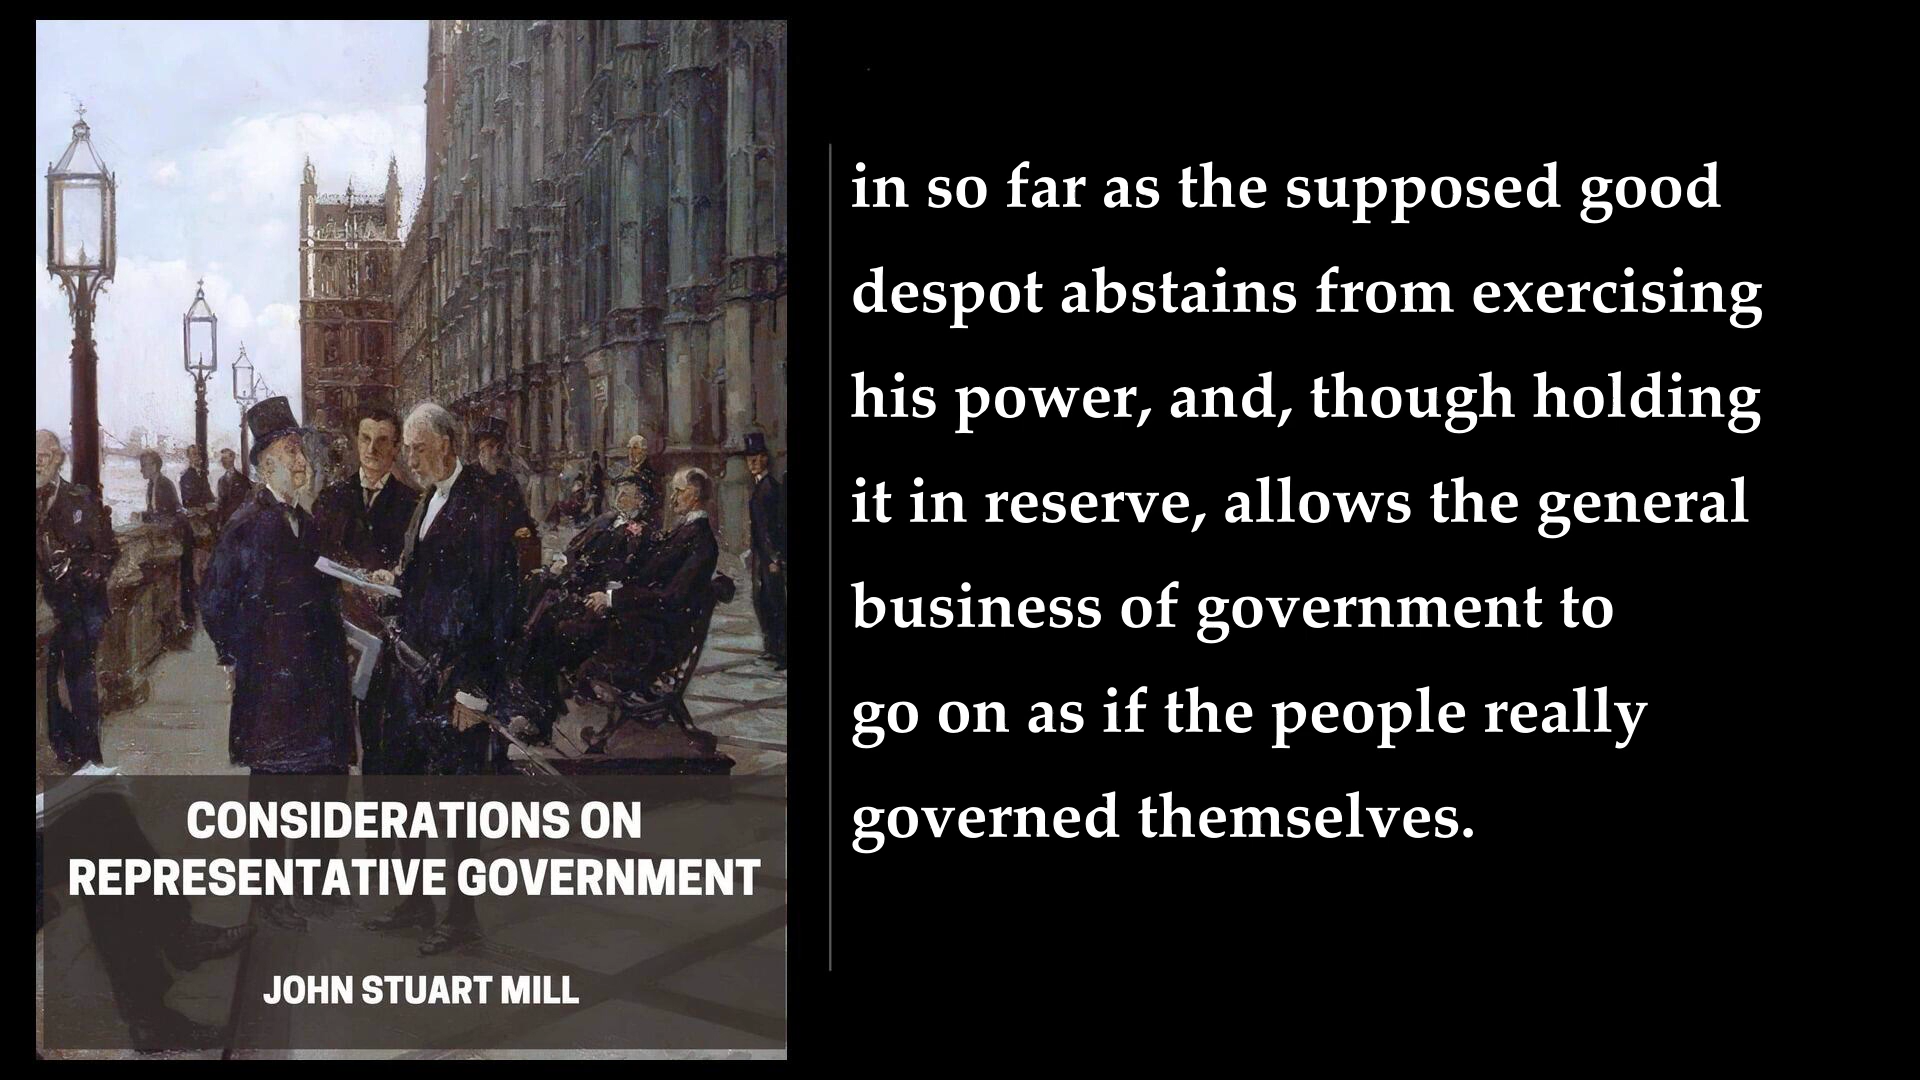 CONSIDERATIONS ON
REPRESENTATIVE GOVERNMENT
JOHN STUART MILL
in so far as the supposed good
despot abstains from exercising
his power, and, though holding
it in reserve, allows the general
business of government to
go on as if the people really
governed themselves.